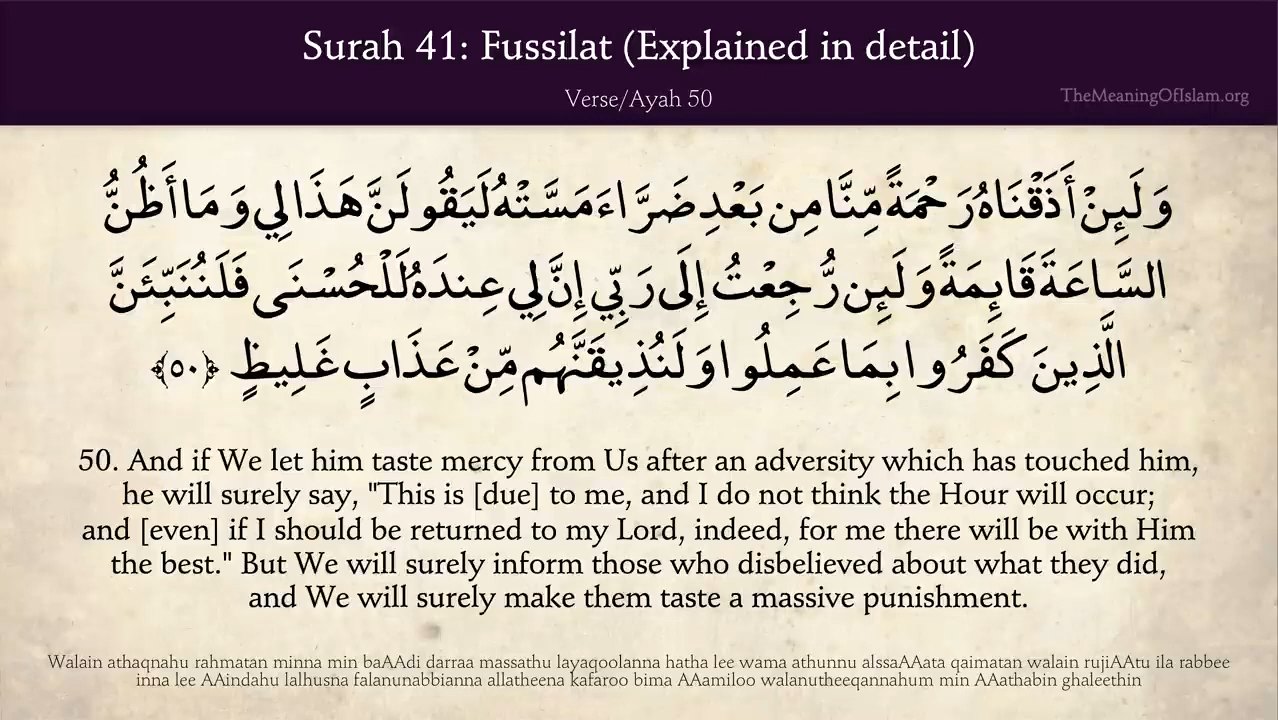 Surah 41: Fussilat (Explained in detail)
Verse/Ayah 50
TheMeaningOfIslam.org
وَلَئِنْ أَذَقْنَاهُ رَحْمَةً مِّنَّا مِن بَعْدِ ضَرَّاءَ مَسَّتْهُ لَيَقُولَنَّ هَذَا لِي وَمَا أَظُنُّ
السَّاعَةَ قَائِمَةً وَلَئِن رُّجِعْتُ إِلَى رَبِّي إِنَّ لِي عِندَهُ لَلْحُسْنَى فَلَنُنَبِّئَنَّ
الَّذِينَ كَفَرُوا بِمَا عَمِلُوا وَلَنُذِيقَنَّهُم مِّنْ عَذَابٍ غَلِيظٍ ﴿٥٠﴾
50. And if We let him taste mercy from Us after an adversity which has touched him,
he will surely say, "This is [due] to me, and I do not think the Hour will occur;
and [even] if I should be returned to my Lord, indeed, for me there will be with Him
the best." But We will surely inform those who disbelieved about what they did,
and We will surely make them taste a massive punishment.
Walain athaqnahu rahmatan minna min baAAdi darraa massathu layaqoolanna hatha lee wama athunnu alssaAAata qaimatan walain rujiAAtu ila rabbee
inna lee AAindahu lalhusna falanunabbianna allatheena kafaroo bima AAamiloo walanutheeqannahum min AAathabin ghaleethin